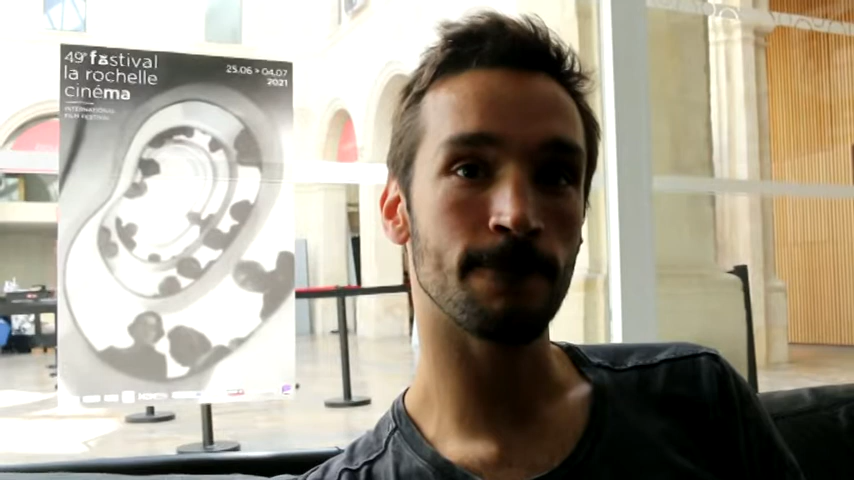 49e festival
la rochelle
cinéma
INTERNATIONAL
FILM FESTIVAL
25.06 > 04.07
2021